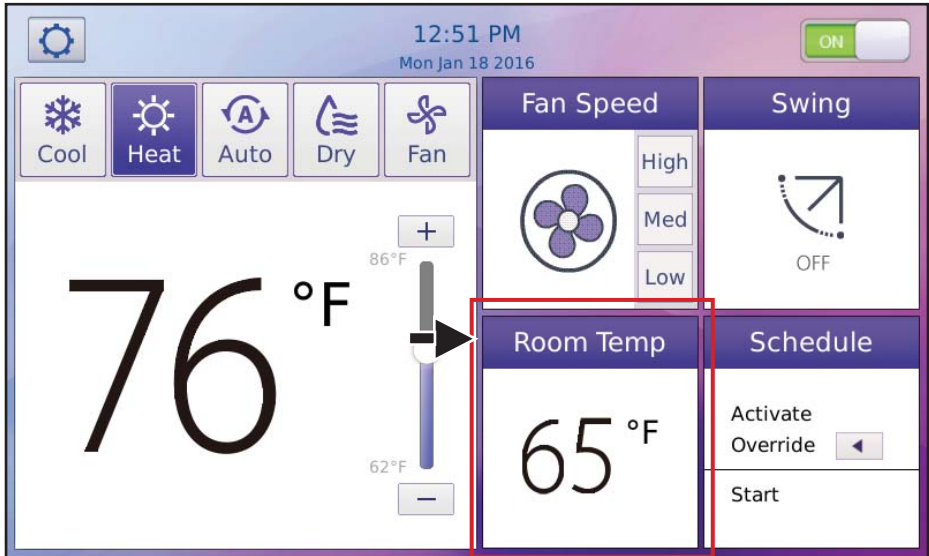 12:51 PM
Mon Jan 18 2016
ON
Cool
Heat
A
Auto
Dry
Fan
76 °F
+
86°F
62°F
−
Fan Speed
High
Med
Low
Swing
OFF
Room Temp
65 °F
Schedule
Activate
Override
Start